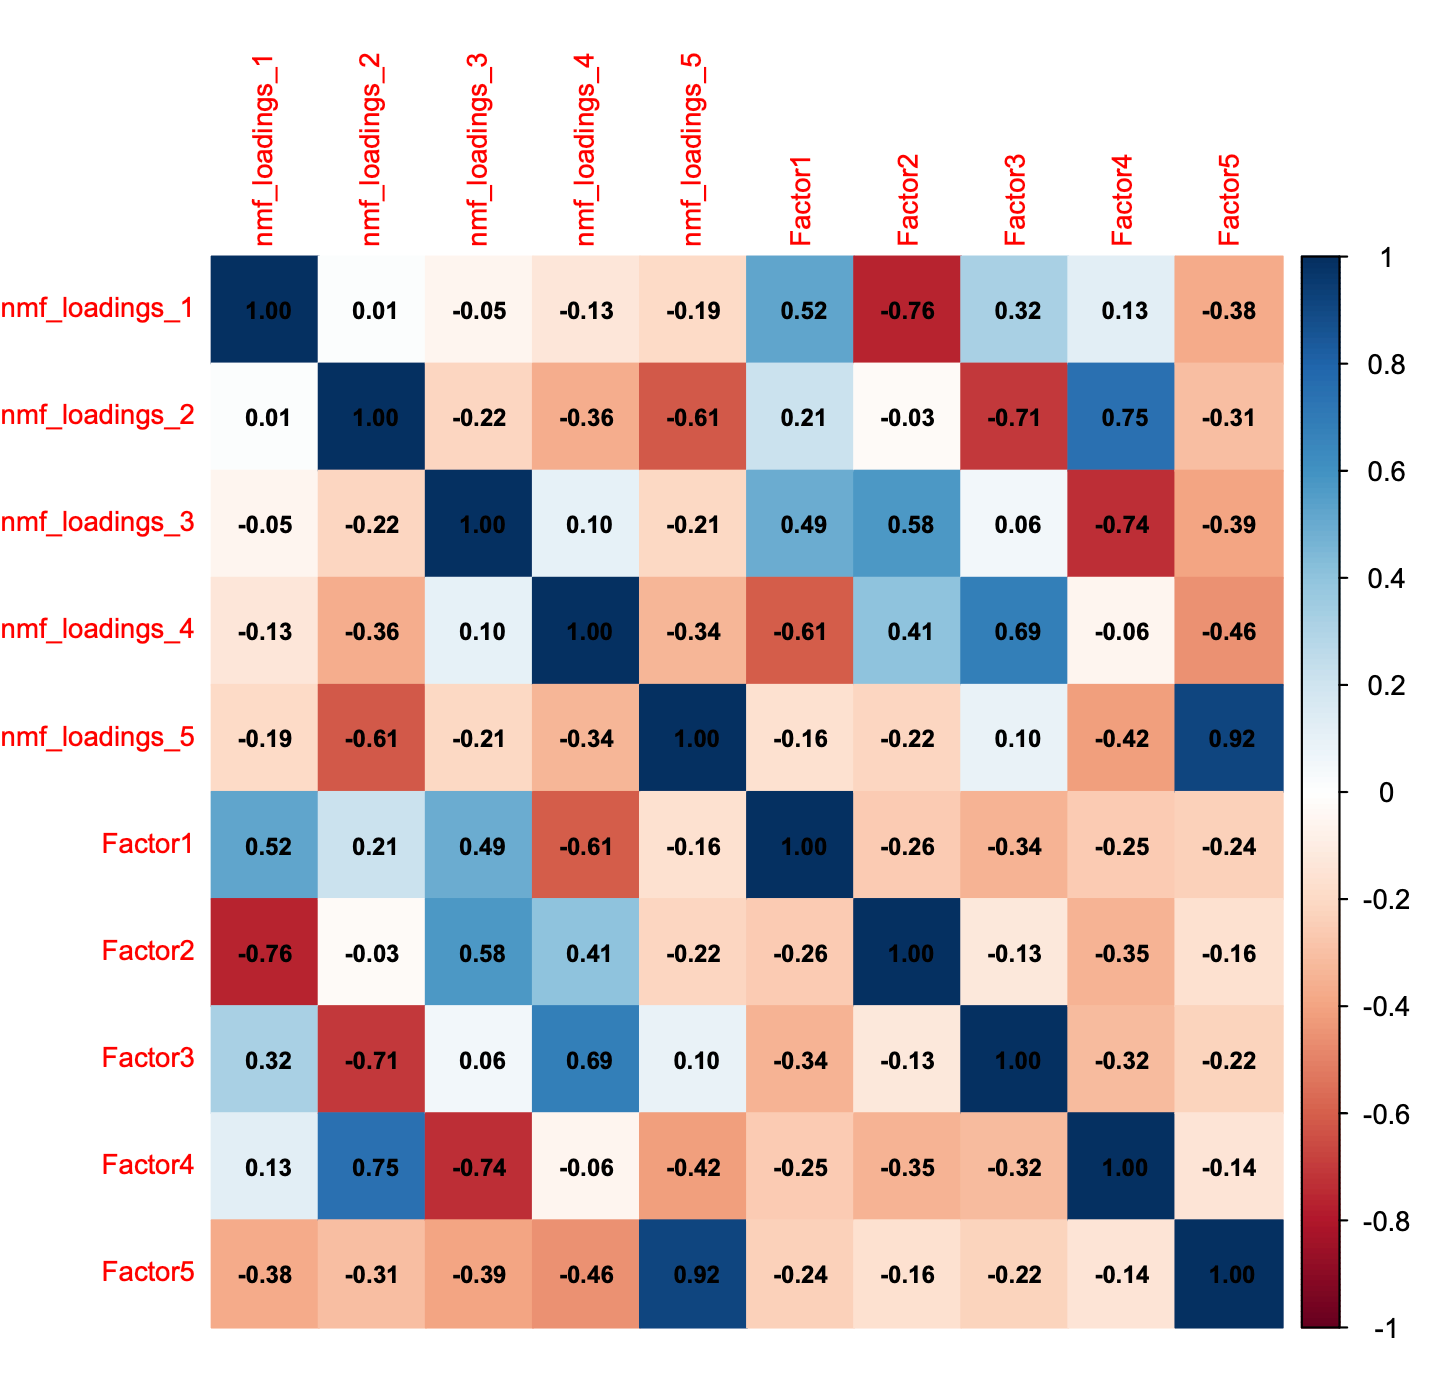 nmf_loadings_1 nmf_loadings_2 nmf_loadings_3 nmf_loadings_4 nmf_loadings_5 Factor1 Factor2 Factor3 Factor4 Factor5
nmf_loadings_1 1.00 0.01 -0.05 -0.13 -0.19 0.52 -0.76 0.32 0.13 -0.38
nmf_loadings_2 0.01 1.00 -0.22 -0.36 -0.61 0.21 -0.03 -0.71 0.75 -0.31
nmf_loadings_3 -0.05 -0.22 1.00 0.10 -0.21 0.49 0.58 0.06 -0.74 -0.39
nmf_loadings_4 -0.13 -0.36 0.10 1.00 -0.34 -0.61 0.41 0.69 -0.06 -0.46
nmf_loadings_5 -0.19 -0.61 -0.21 -0.34 1.00 -0.16 -0.22 0.10 -0.42 0.92
Factor1 0.52 0.21 0.49 -0.61 -0.16 1.00 -0.26 -0.34 -0.25 -0.24
Factor2 -0.76 -0.03 0.58 0.41 -0.22 -0.26 1.00 -0.13 -0.35 -0.16
Factor3 0.32 -0.71 0.06 0.69 0.10 -0.34 -0.13 1.00 -0.32 -0.22
Factor4 0.13 0.75 -0.74 -0.06 -0.42 -0.25 -0.35 -0.32 1.00 -0.14
Factor5 -0.38 -0.31 -0.39 -0.46 0.92 -0.24 -0.16 -0.22 -0.14 1.00
1
0.8
0.6
0.4
0.2
0
-0.2
-0.4
-0.6
-0.8
-1